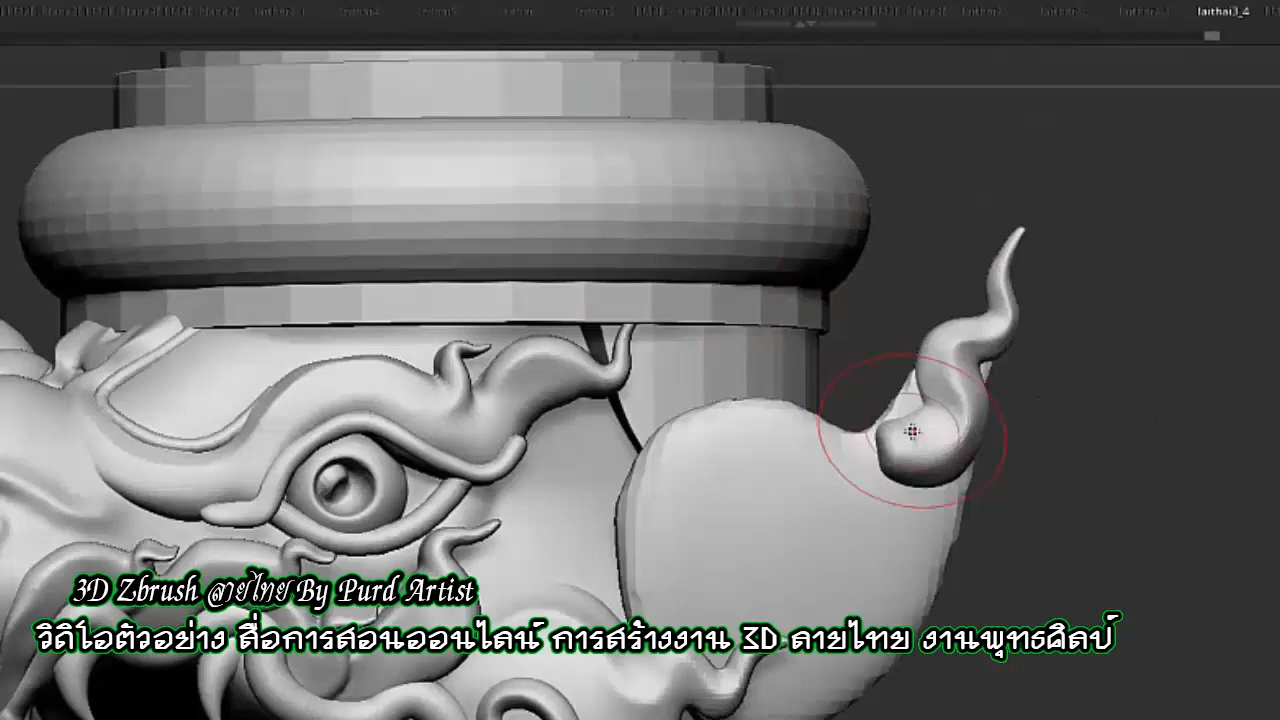 laithai3_4
3D Zbrush ลายไทย By Purd Artist
วิดีโอตัวอย่าง สื่อการสอนออนไลน์ การสร้างงาน 3D ลายไทย งานพุทธศิลป์